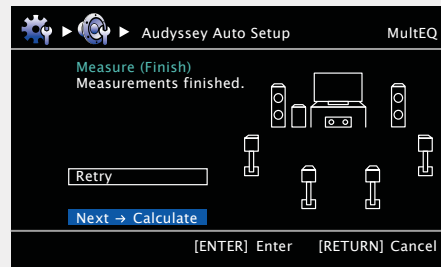 Audyssey Auto Setup MultEQ
Measure (Finish)
Measurements finished.
Retry
Next → Calculate
[ENTER] Enter [RETURN] Cancel